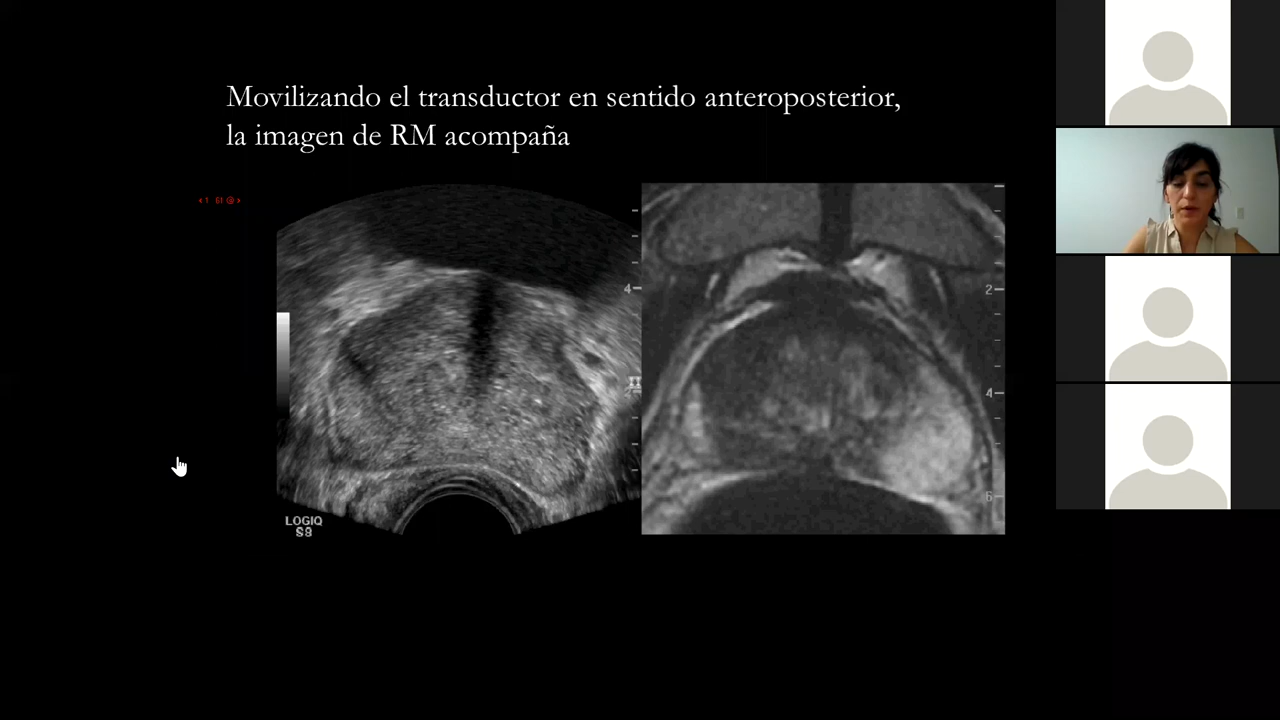 Movilizando el transductor en sentido anteroposterior,
la imagen de RM acompaña
4
2
4
6
LOGIQ
S8